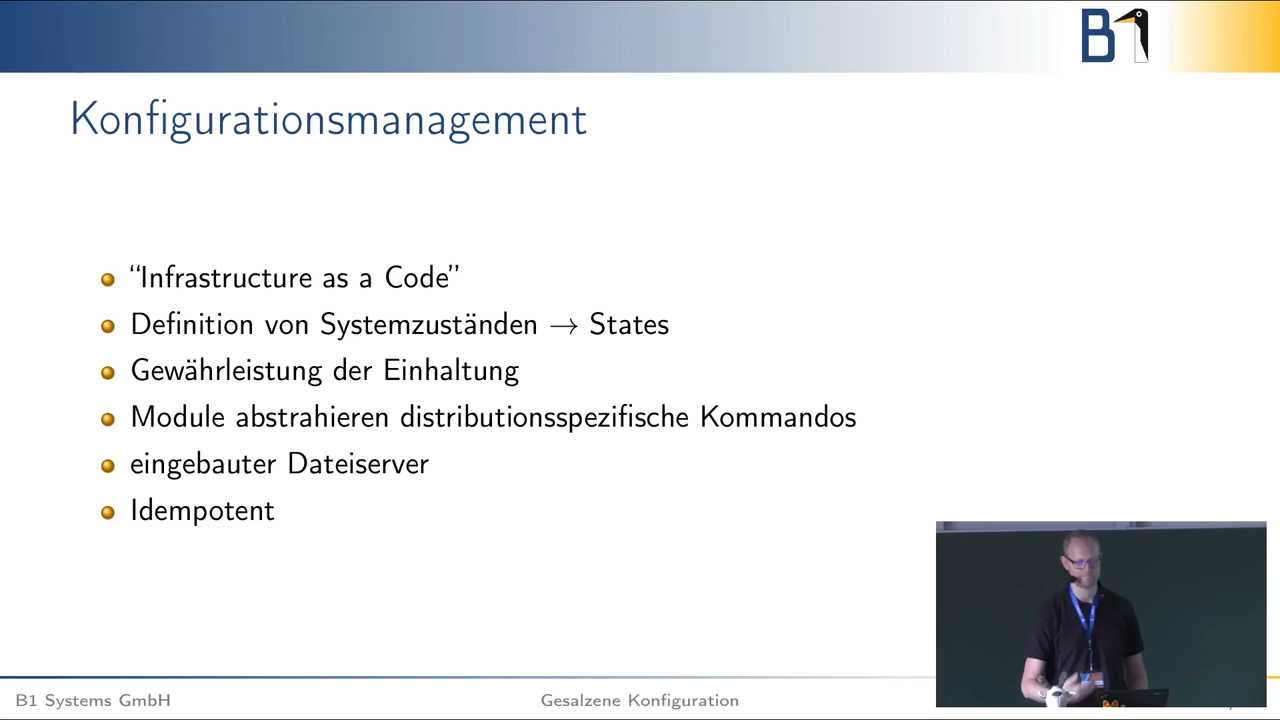 B1
Konfigurationsmanagement
“Infrastructure as a Code”
Definition von Systemzuständen → States
Gewährleistung der Einhaltung
Module abstrahieren distributionsspezifische Kommandos
eingebauter Dateiserver
Idempotent
B1 Systems GmbH
Gesalzene Konfiguration